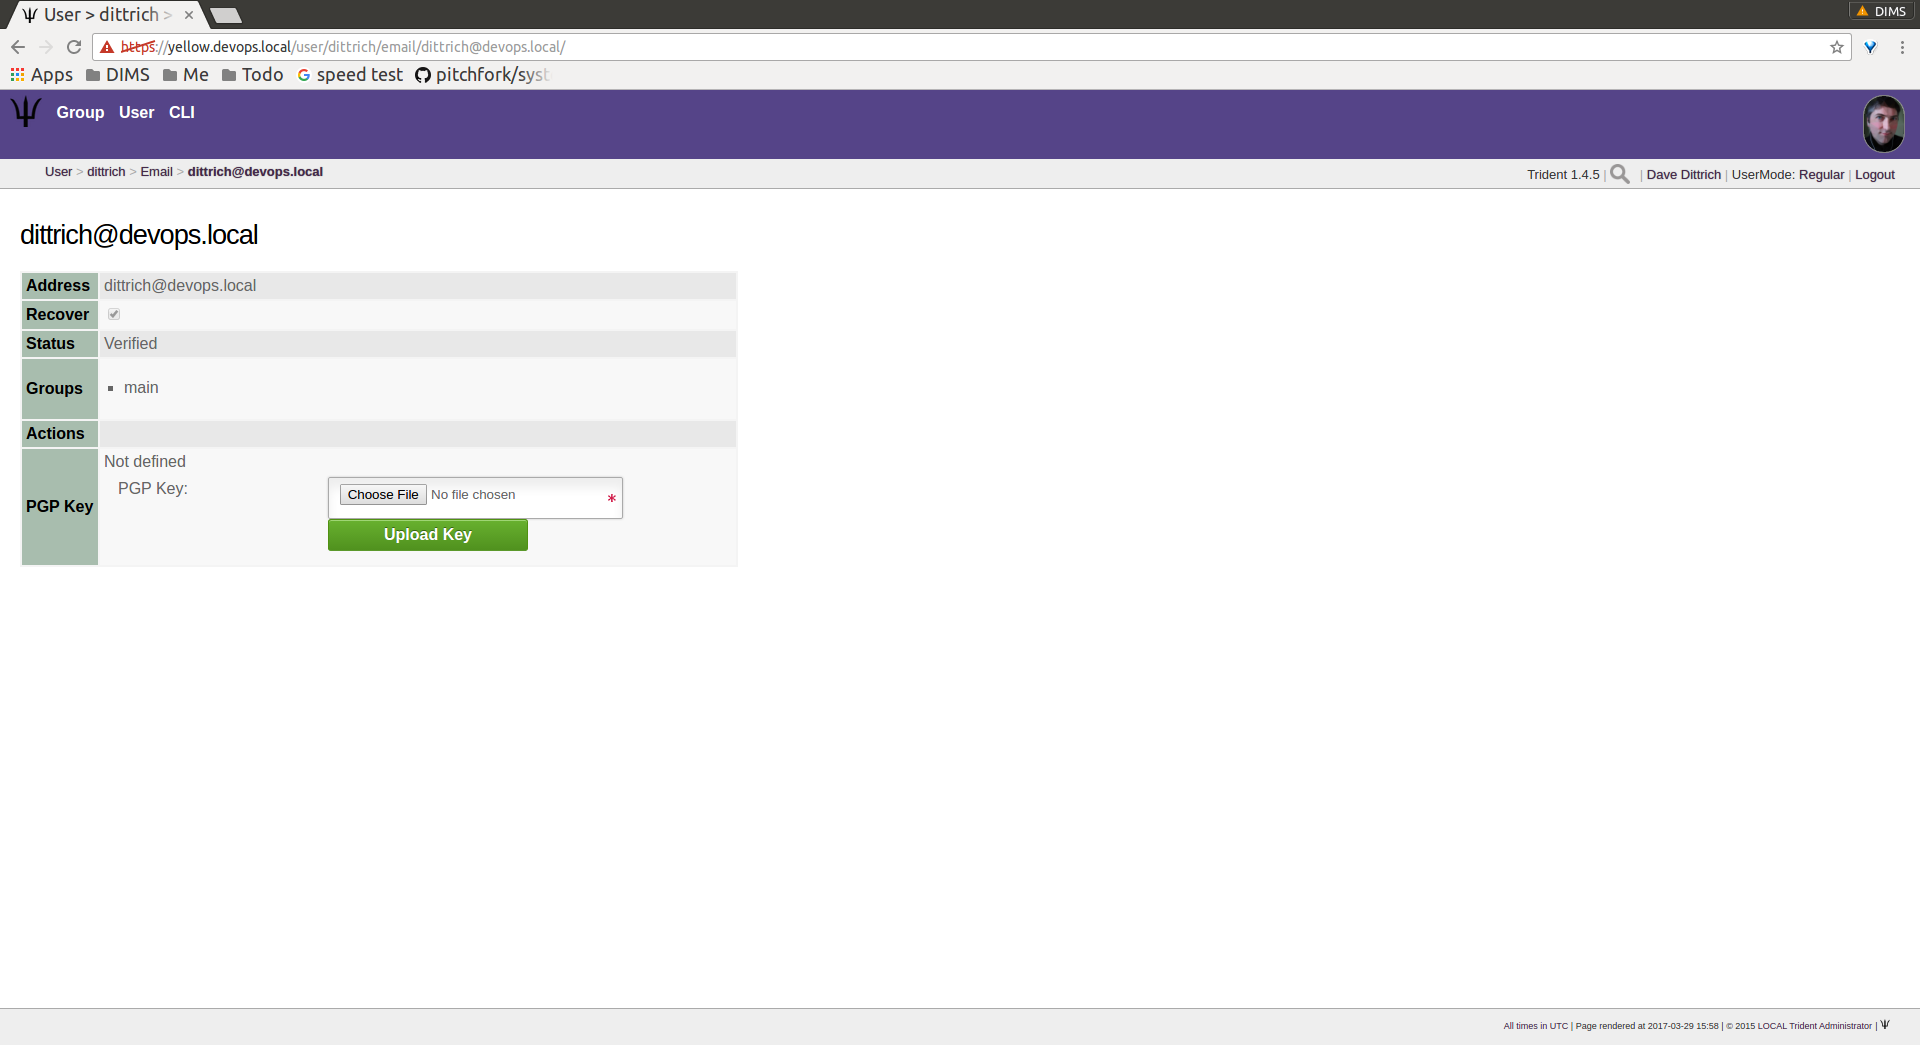 User > dittrich >
DIMS
https://yellow.devops.local/user/dittrich/email/dittrich@devops.local/
Apps DIMS Me Todo speed test pitchfork/syst
Group User CLI
User > dittrich > Email > dittrich@devops.local
Trident 1.4.5 | | Dave Dittrich | UserMode: Regular | Logout
dittrich@devops.local
Address dittrich@devops.local
Recover
Status Verified
Groups main
Actions
PGP Key Not defined
PGP Key: Choose File No file chosen *
Upload Key
All times in UTC | Page rendered at 2017-03-29 15:58 | © 2015 LOCAL Trident Administrator |